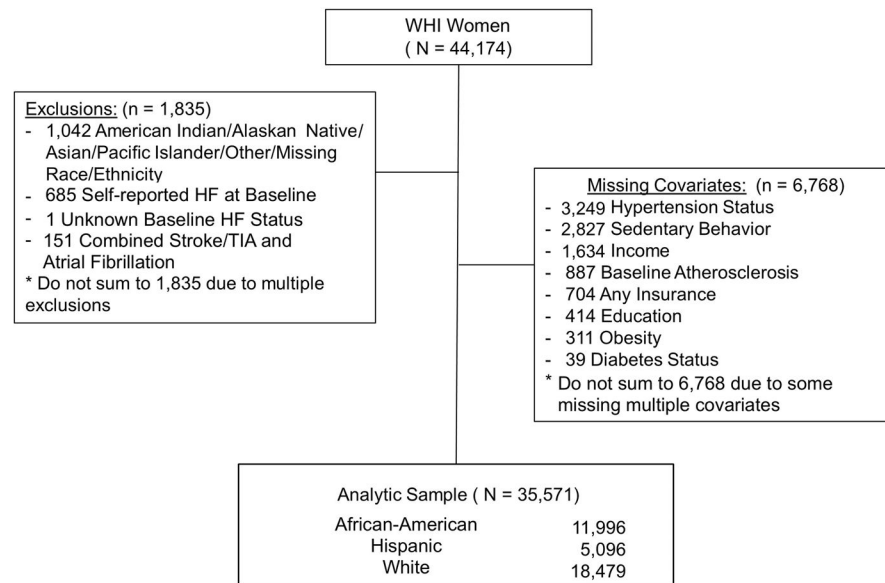 WHI Women
( N = 44,174)
Exclusions: (n = 1,835)
- 1,042 American Indian/Alaskan Native/
Asian/Pacific Islander/Other/Missing
Race/Ethnicity
- 685 Self-reported HF at Baseline
- 1 Unknown Baseline HF Status
- 151 Combined Stroke/TIA and
Atrial Fibrillation
* Do not sum to 1,835 due to multiple
exclusions
Missing Covariates: (n = 6,768)
- 3,249 Hypertension Status
- 2,827 Sedentary Behavior
- 1,634 Income
- 887 Baseline Atherosclerosis
- 704 Any Insurance
- 414 Education
- 311 Obesity
- 39 Diabetes Status
* Do not sum to 6,768 due to some
missing multiple covariates
Analytic Sample ( N = 35,571)
African-American 11,996
Hispanic 5,096
White 18,479